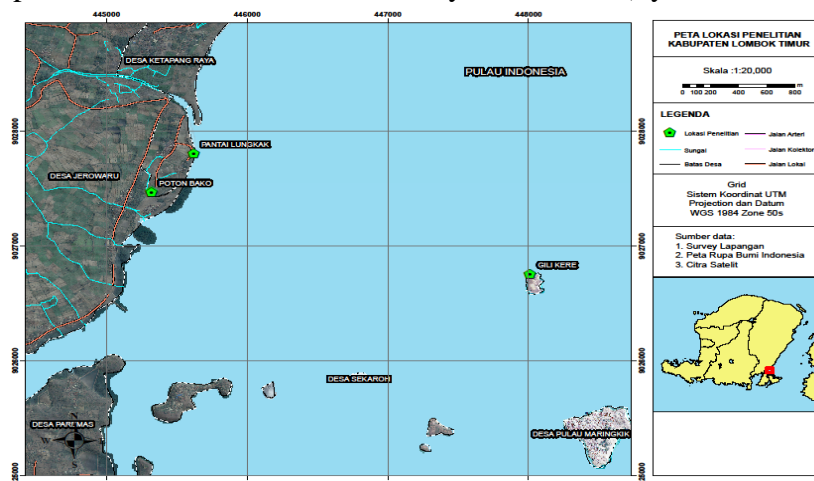 445000 446000 447000 448000
DESA KETAPANG RAYA
PULAU INDONESIA
9028000 9028000
PANTAI LUNGKAK
DESA JEROWARU
POTON BAKO
9027000 9027000
GILI KERE
9026000 9026000
DESA SEKAROH
DESA PAREMAS
N
W E
S
DESA PULAU MARINGKIK
PETA LOKASI PENELITIAN
KABUPATEN LOMBOK TIMUR
Skala :1:20,000
m
0 100 200 400 600 800
LEGENDA
Lokasi Penelitian Jalan Arteri
Sungai Jalan Kolektor
Batas Desa Jalan Lokal
Grid
Sistem Koordinat UTM
Projection dan Datum
WGS 1984 Zone 50s
Sumber data:
1. Survey Lapangan
2. Peta Rupa Bumi Indonesia
3. Citra Satelit